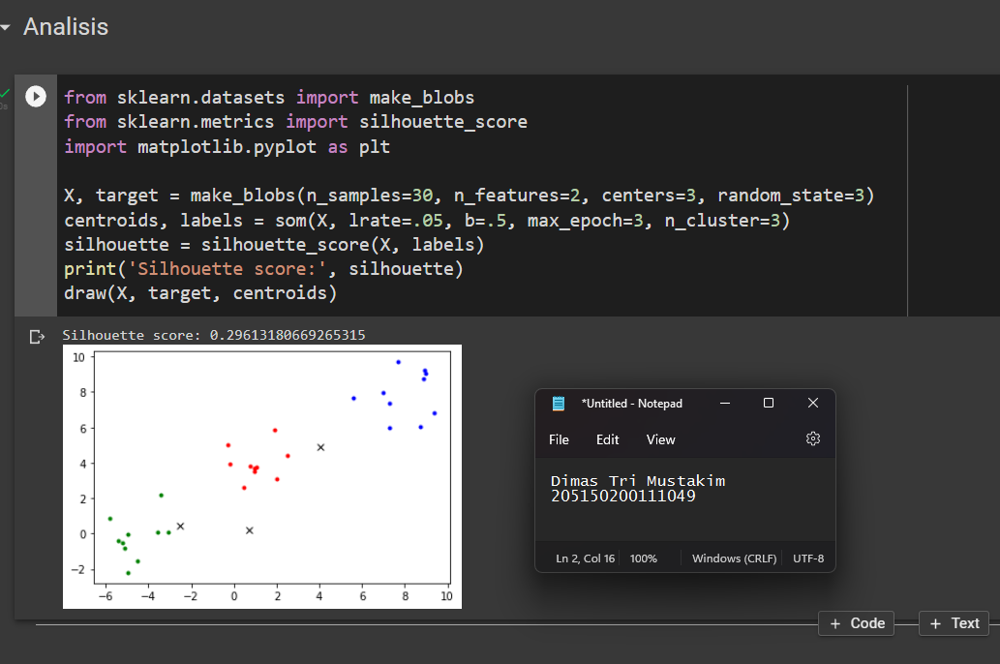 Analisis
from sklearn.datasets import make_blobs
from sklearn.metrics import silhouette_score
import matplotlib.pyplot as plt
X, target = make_blobs(n_samples=30, n_features=2, centers=3, random_state=3)
centroids, labels = som(X, lrate=.05, b=.5, max_epoch=3, n_cluster=3)
silhouette = silhouette_score(X, labels)
print('Silhouette score:', silhouette)
draw(X, target, centroids)
0s
Silhouette score: 0.29613180669265315
10
8
6
4
2
0
−2
−6 −4 −2 0 2 4 6 8 10
*Untitled - Notepad
File Edit View
Dimas Tri Mustakim
205150200111049
Ln 2, Col 16 100% Windows (CRLF) UTF-8
+ Code + Text